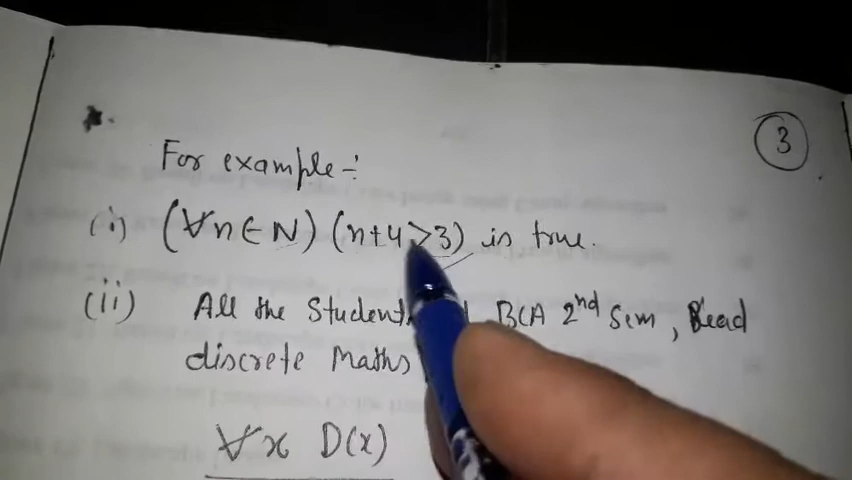 3
For example :-
(i) (∀n∈N) (n+4>3) is true.
(ii) All the Student BCA 2nd Sem, Read
discrete Maths
∀x D(x)